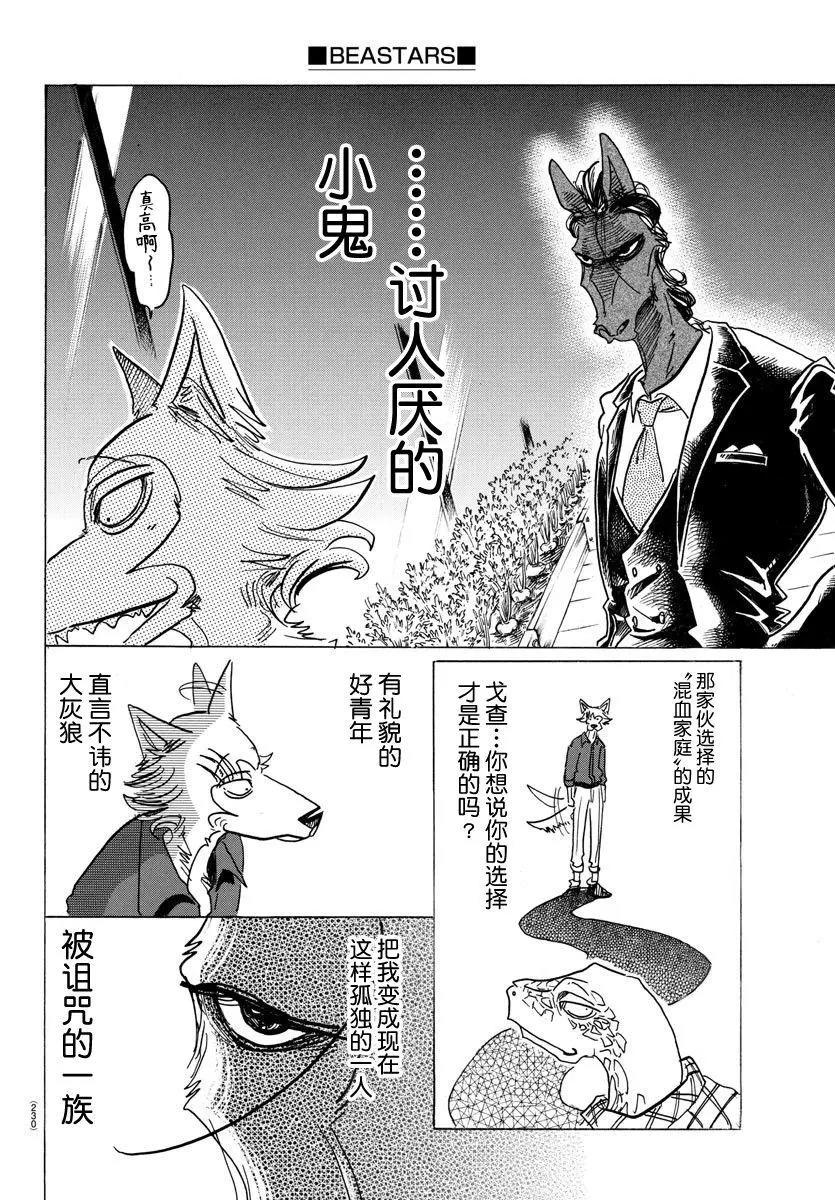 ■BEASTARS■
………讨人厌的
小鬼
真高啊～…
那家伙选择的
“混血家庭”的成果
戈查…你想说你的选择
才是正确的吗？
有礼貌的
好青年
直言不讳的
大灰狼
把我变成现在
这样孤独的一人
被诅咒的一族
(230)